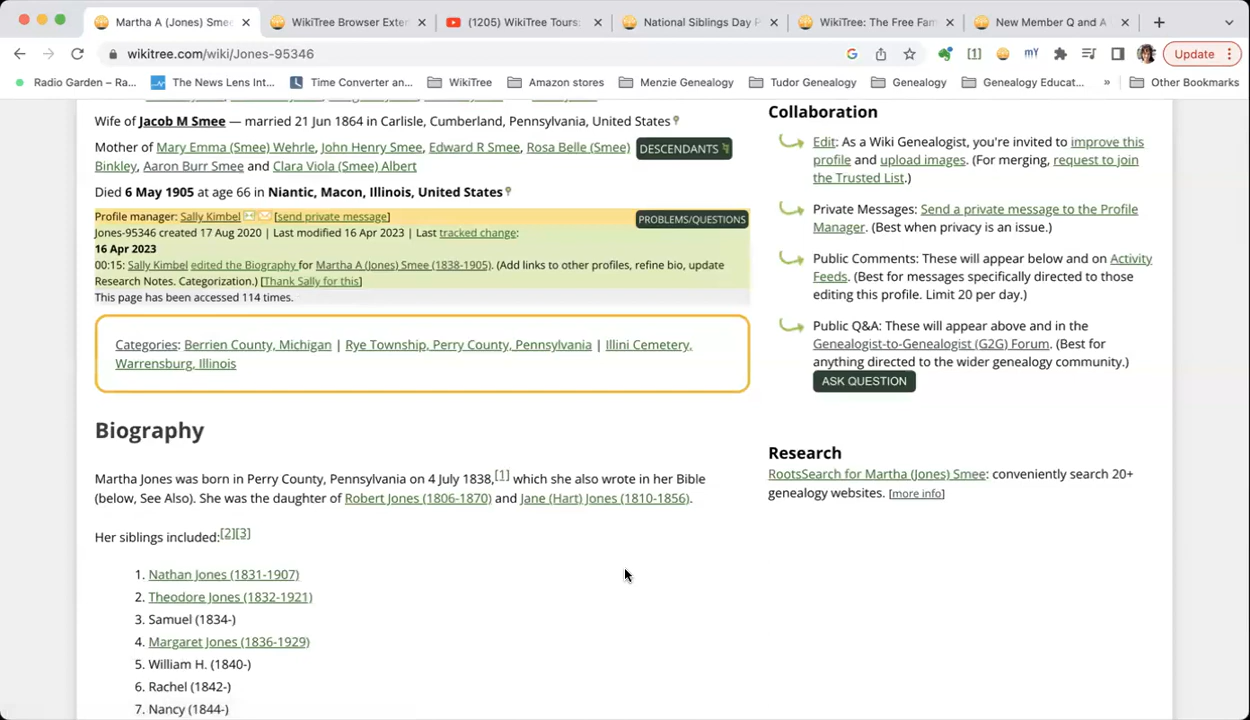 Martha A (Jones) Sme
WikiTree Browser Exte
(1205) WikiTree Tours:
National Siblings Day P
WikiTree: The Free Fam
New Member Q and A
wikitree.com/wiki/Jones-95346
Update
Radio Garden – Ra...
The News Lens Int...
Time Converter an...
WikiTree
Amazon stores
Menzie Genealogy
Tudor Genealogy
Genealogy
Genealogy Educat...
»
Other Bookmarks
Wife of Jacob M Smee — married 21 Jun 1864 in Carlisle, Cumberland, Pennsylvania, United States
Mother of Mary Emma (Smee) Wehrle, John Henry Smee, Edward R Smee, Rosa Belle (Smee)
Binkley, Aaron Burr Smee and Clara Viola (Smee) Albert
DESCENDANTS
Died 6 May 1905 at age 66 in Niantic, Macon, Illinois, United States
Profile manager: Sally Kimbel [send private message]
PROBLEMS/QUESTIONS
Jones-95346 created 17 Aug 2020 | Last modified 16 Apr 2023 | Last tracked change:
16 Apr 2023
00:15: Sally Kimbel edited the Biography for Martha A (Jones) Smee (1838-1905). (Add links to other profiles, refine bio, update
Research Notes. Categorization.) [Thank Sally for this]
This page has been accessed 114 times.
Categories: Berrien County, Michigan | Rye Township, Perry County, Pennsylvania | Illini Cemetery,
Warrensburg, Illinois
Biography
Martha Jones was born in Perry County, Pennsylvania on 4 July 1838,[1] which she also wrote in her Bible
(below, See Also). She was the daughter of Robert Jones (1806-1870) and Jane (Hart) Jones (1810-1856).
Her siblings included:[2][3]
1. Nathan Jones (1831-1907)
2. Theodore Jones (1832-1921)
3. Samuel (1834-)
4. Margaret Jones (1836-1929)
5. William H. (1840-)
6. Rachel (1842-)
7. Nancy (1844-)
Collaboration
Edit: As a Wiki Genealogist, you're invited to improve this
profile and upload images. (For merging, request to join
the Trusted List.)
Private Messages: Send a private message to the Profile
Manager. (Best when privacy is an issue.)
Public Comments: These will appear below and on Activity
Feeds. (Best for messages specifically directed to those
editing this profile. Limit 20 per day.)
Public Q&A: These will appear above and in the
Genealogist-to-Genealogist (G2G) Forum. (Best for
anything directed to the wider genealogy community.)
ASK QUESTION
Research
RootsSearch for Martha (Jones) Smee: conveniently search 20+
genealogy websites. [more info]